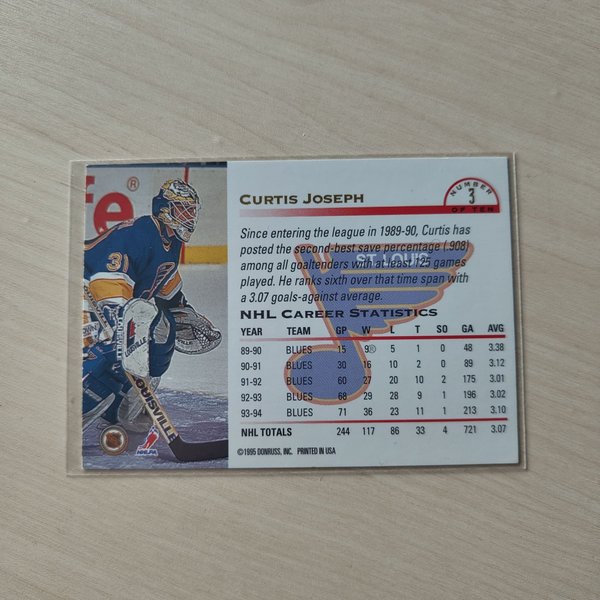 fe®
31
LOUISVILLE
CURTIS JOSEPH
NUMBER
3
OF TEN
Since entering the league in 1989-90, Curtis has
posted the second-best save percentage (.908)
among all goaltenders with at least 125 games
played. He ranks sixth over that time span with
a 3.07 goals-against average.
ST. LOUIS
NHL CAREER STATISTICS
YEAR TEAM GP W L T SO GA AVG
89-90 BLUES 15 9 5 1 0 48 3.38
90-91 BLUES 30 16 10 2 0 89 3.12
91-92 BLUES 60 27 20 10 2 175 3.01
92-93 BLUES 68 29 28 9 1 196 3.02
93-94 BLUES 71 36 23 11 1 213 3.10
NHL TOTALS 244 117 86 33 4 721 3.07
©1995 DONRUSS, INC. PRINTED IN USA
NHLPA